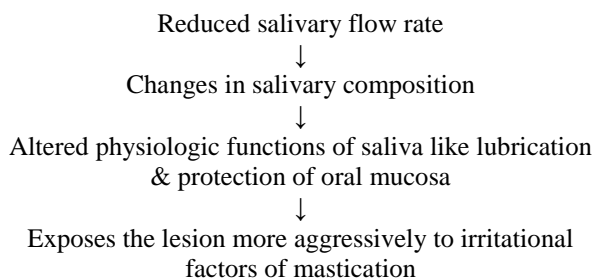 Reduced salivary flow rate
↓
Changes in salivary composition
↓
Altered physiologic functions of saliva like lubrication
& protection of oral mucosa
↓
Exposes the lesion more aggressively to irritational
factors of mastication